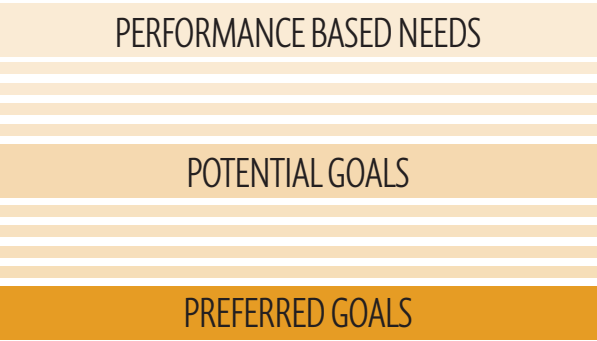 PERFORMANCE BASED NEEDS
POTENTIAL GOALS
PREFERRED GOALS